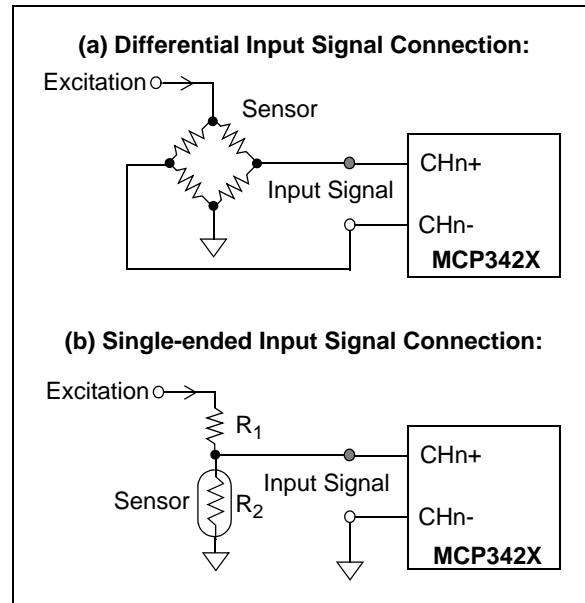 (a) Differential Input Signal Connection:
Excitation
Sensor
CHn+
Input Signal
CHn-
MCP342X
(b) Single-ended Input Signal Connection:
Excitation
R1
CHn+
Input Signal
Sensor
R2
CHn-
MCP342X